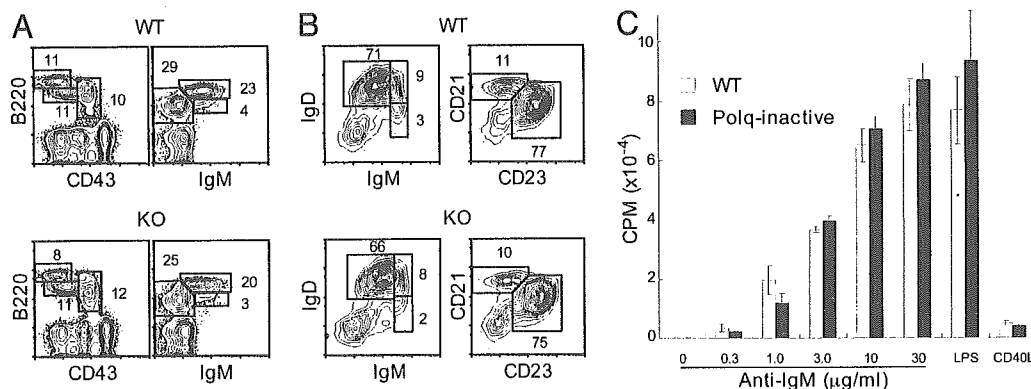 A
WT
B220
11
11
10
29
23
4
CD43
IgM
KO
B220
8
11
12
25
20
3
CD43
IgM
B
WT
IgD
71
9
3
CD21
11
77
IgM
CD23
KO
IgD
66
8
2
CD21
10
75
IgM
CD23
C
WT
Polq-inactive
CPM (x10⁻⁴)
8
6
4
2
0
0 0.3 1.0 3.0 10 30 LPS CD40L
Anti-IgM (µg/ml)